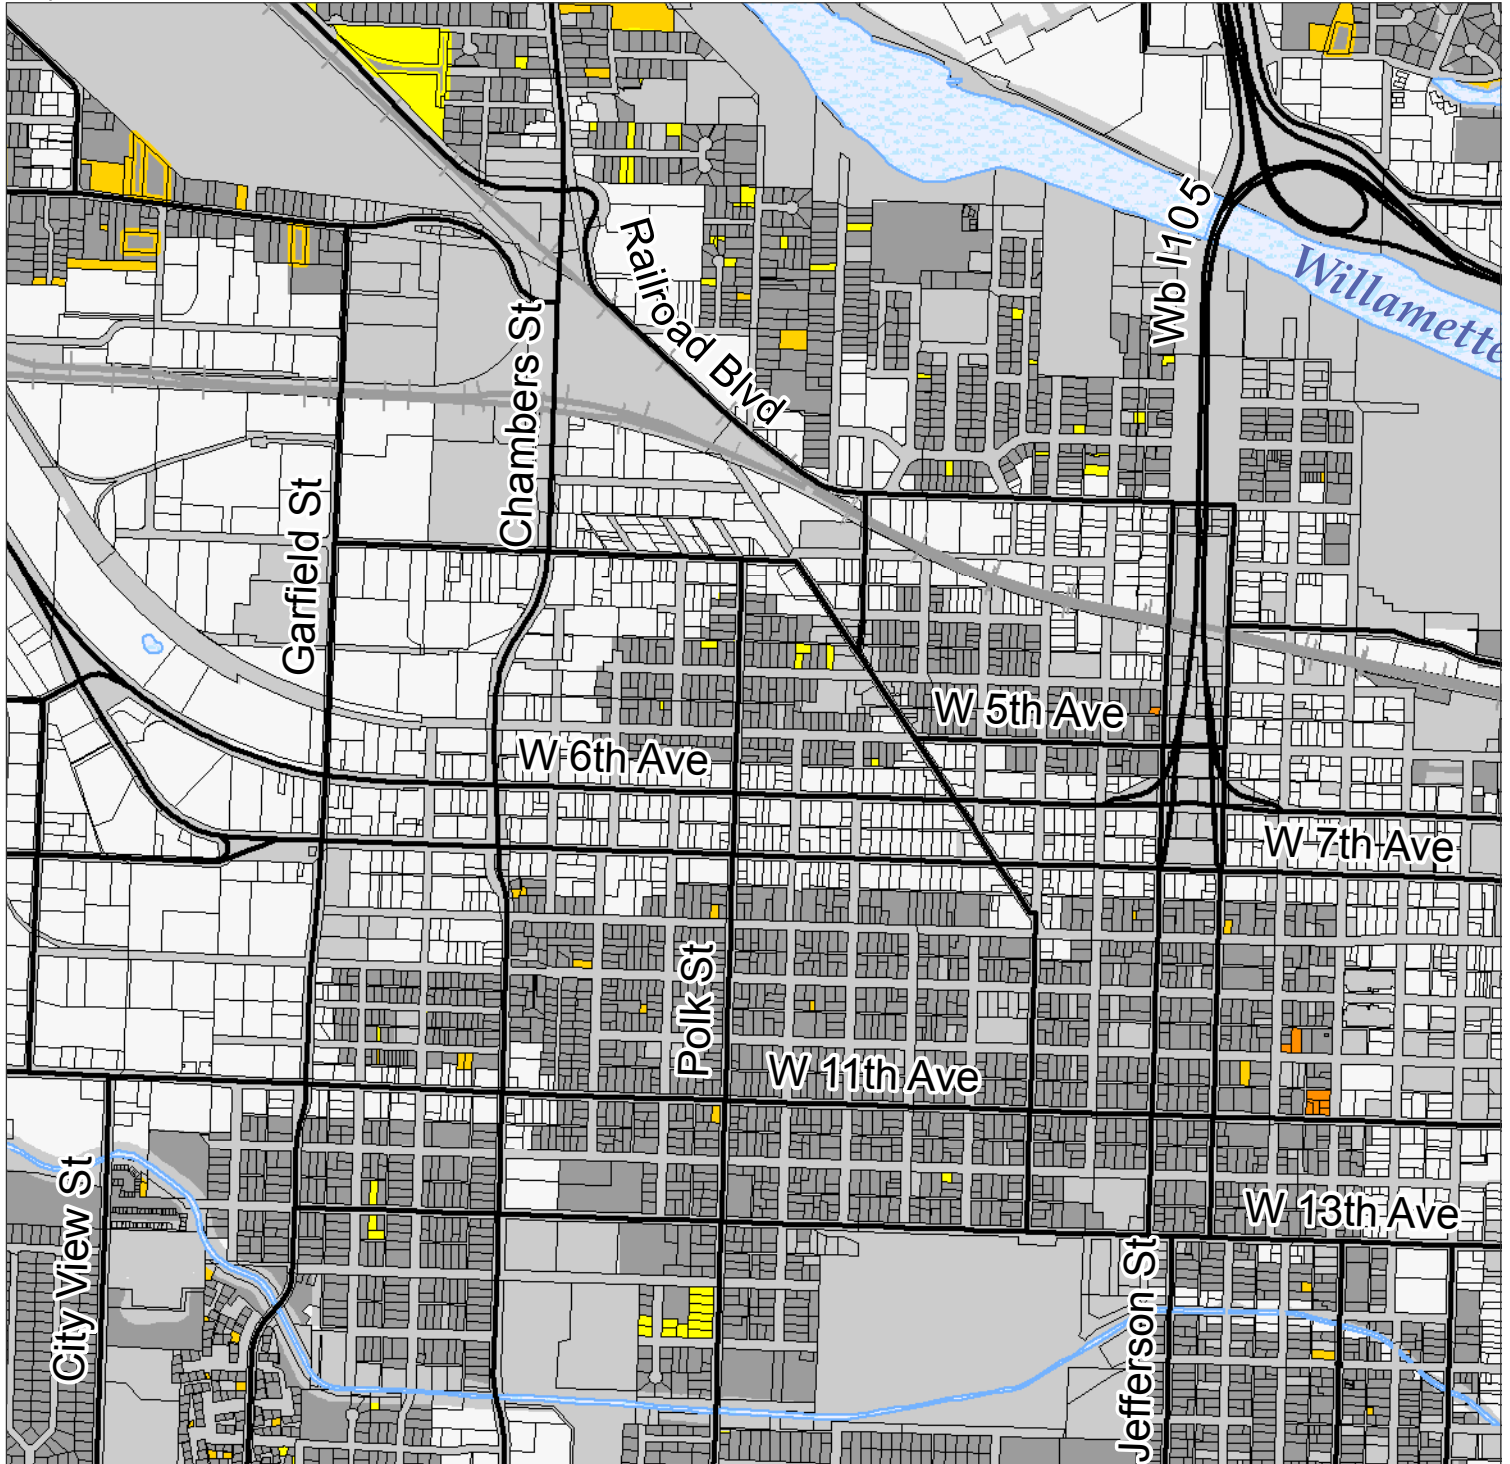 Wb I105
Willamette
Railroad Blvd
Chambers St
Garfield St
W 5th Ave
W 6th Ave
W 7th Ave
Polk St
W 11th Ave
City View St
W 13th Ave
Jefferson St